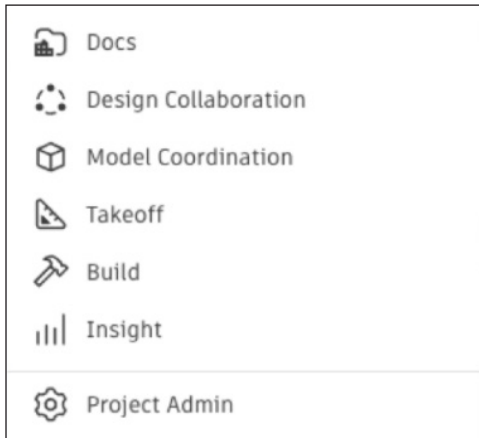 Docs
Design Collaboration
Model Coordination
Takeoff
Build
Insight
Project Admin